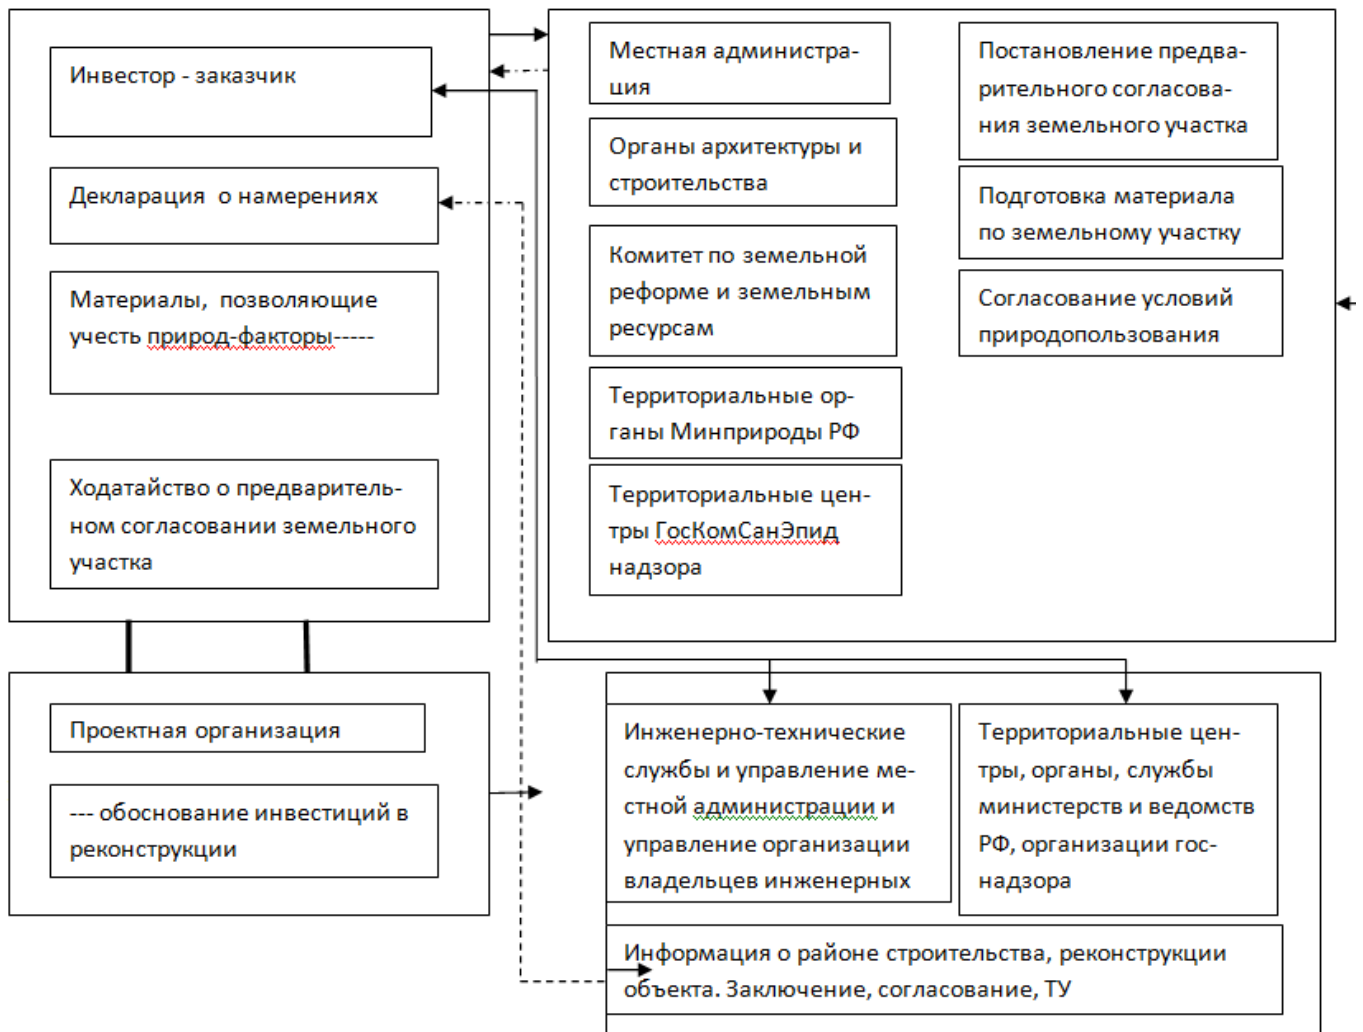 Инвестор - заказчик
Декларация о намерениях
Материалы, позволяющие
учесть природ-факторы-----
Ходатайство о предваритель-
ном согласовании земельного
участка
Местная администра-
ция
Органы архитектуры и
строительства
Комитет по земельной
реформе и земельным
ресурсам
Территориальные ор-
ганы Минприроды РФ
Территориальные цен-
тры ГосКомСанЭпид
надзора
Постановление предва-
рительного согласова-
ния земельного участка
Подготовка материала
по земельному участку
Согласование условий
природопользования
Проектная организация
--- обоснование инвестиций в
реконструкции
Инженерно-технические
службы и управление ме-
стной администрации и
управление организации
владельцев инженерных
Территориальные цен-
тры, органы, службы
министерств и ведомств
РФ, организации гос-
надзора
Информация о районе строительства, реконструкции
объекта. Заключение, согласование, ТУ